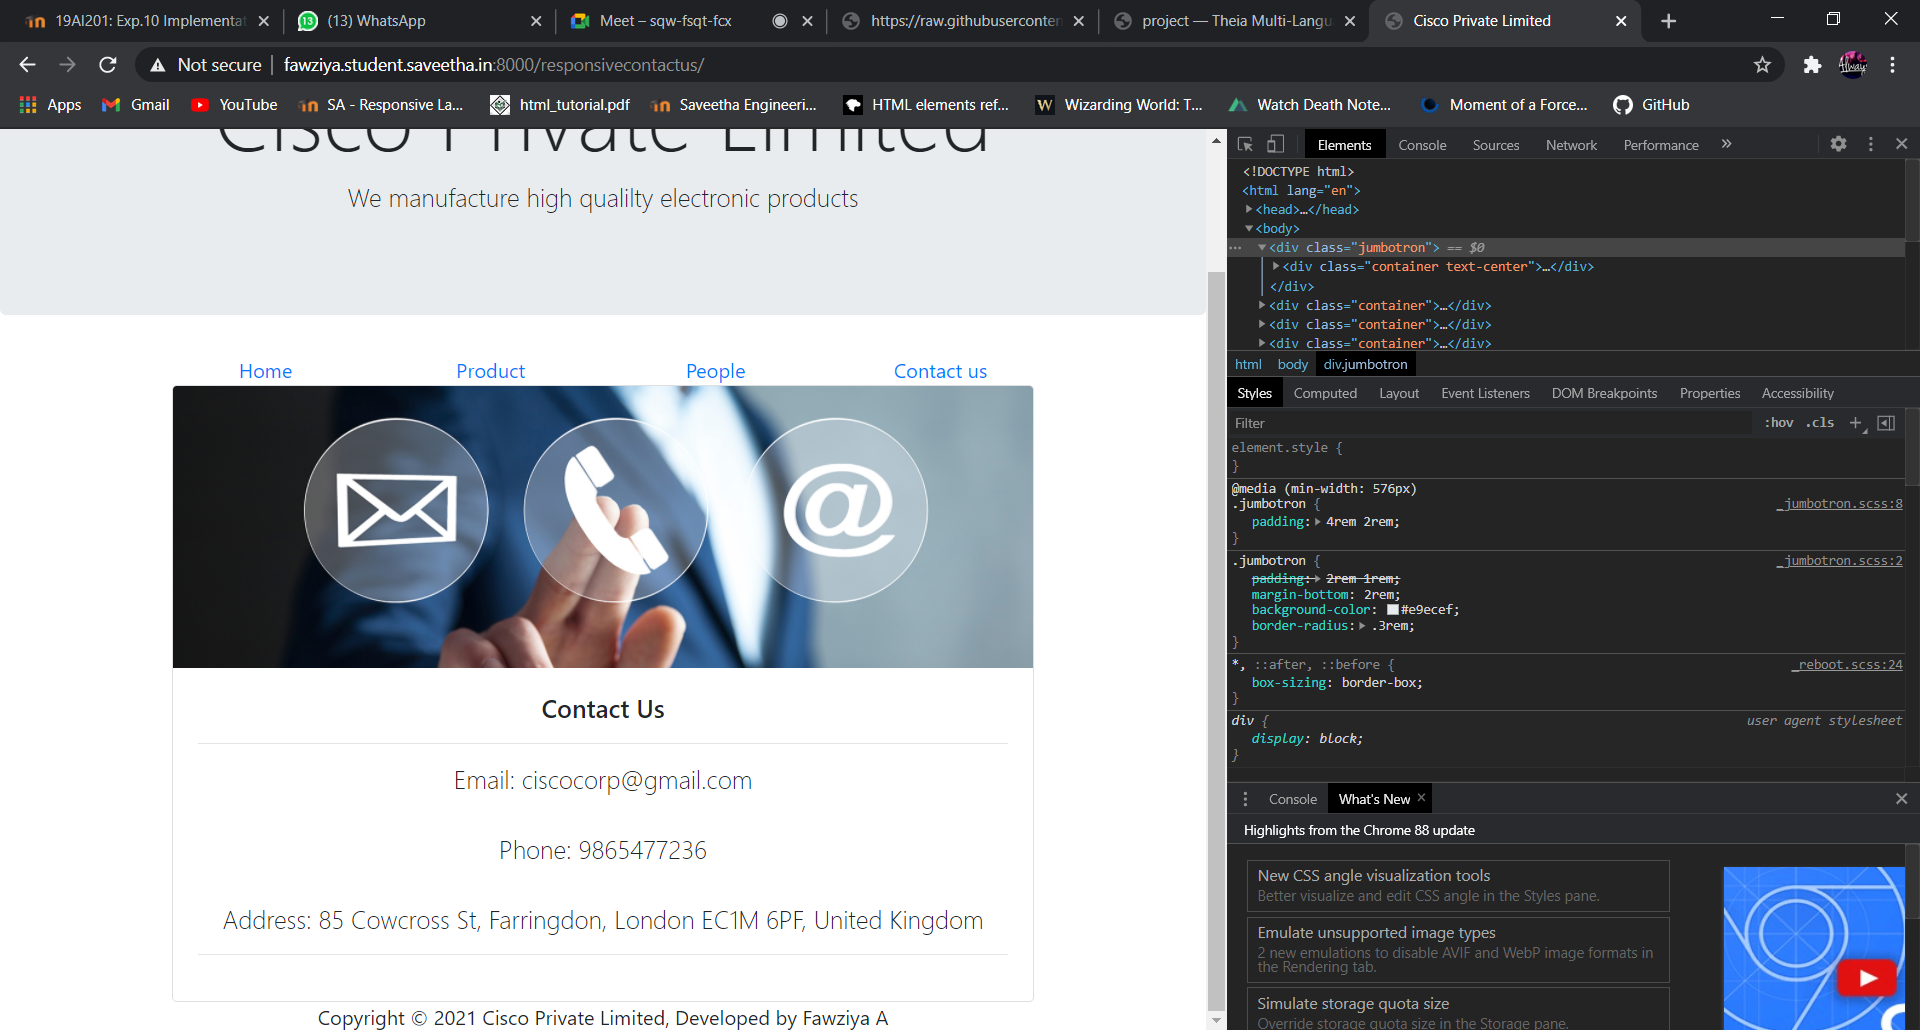 19AI201: Exp.10 Implementat
(13) WhatsApp
Meet – sqw-fsqt-fcx
https://raw.githubuserconten
project — Theia Multi-Langu
Cisco Private Limited
Not secure
fawziya.student.saveetha.in:8000/responsivecontactus/
Apps
Gmail
YouTube
SA - Responsive La...
html_tutorial.pdf
Saveetha Engineeri...
HTML elements ref...
Wizarding World: T...
Watch Death Note...
Moment of a Force...
GitHub
Cisco Private Limited
We manufacture high qualilty electronic products
Home
Product
People
Contact us
@
Contact Us
Email: ciscocorp@gmail.com
Phone: 9865477236
Address: 85 Cowcross St, Farringdon, London EC1M 6PF, United Kingdom
Copyright © 2021 Cisco Private Limited, Developed by Fawziya A
Elements
Console
Sources
Network
Performance
»
<!DOCTYPE html>
<html lang="en">
<head>…</head>
<body>
<div class="jumbotron"> == $0
<div class="container text-center">…</div>
</div>
<div class="container">…</div>
<div class="container">…</div>
<div class="container">…</div>
html body div.jumbotron
Styles
Computed
Layout
Event Listeners
DOM Breakpoints
Properties
Accessibility
Filter
:hov .cls +
element.style {
}
@media (min-width: 576px)
.jumbotron { _jumbotron.scss:8
padding: 4rem 2rem;
}
.jumbotron { _jumbotron.scss:2
padding: 2rem 1rem;
margin-bottom: 2rem;
background-color: #e9ecef;
border-radius: .3rem;
}
*, ::after, ::before { _reboot.scss:24
box-sizing: border-box;
}
div { user agent stylesheet
display: block;
}
Console
What's New
Highlights from the Chrome 88 update
New CSS angle visualization tools
Better visualize and edit CSS angle in the Styles pane.
Emulate unsupported image types
2 new emulations to disable AVIF and WebP image formats in
the Rendering tab.
Simulate storage quota size
Override storage quota size in the Storage pane.